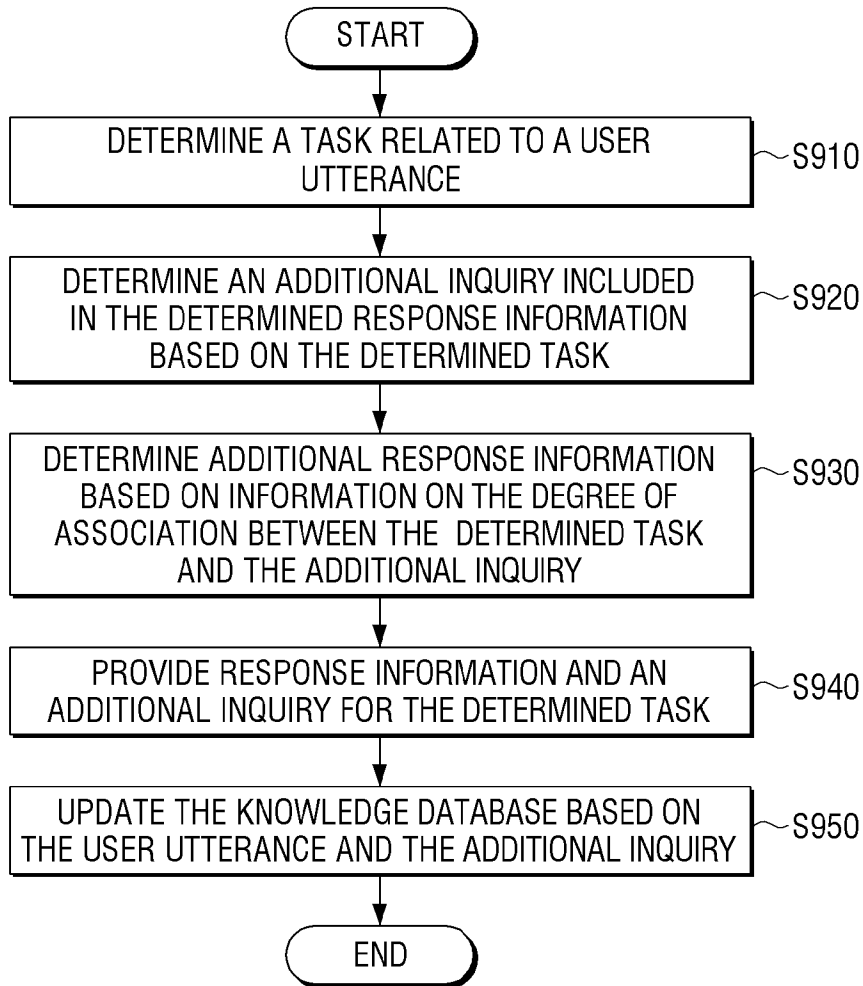 START
DETERMINE A TASK RELATED TO A USER
UTTERANCE
S910
DETERMINE AN ADDITIONAL INQUIRY INCLUDED
IN THE DETERMINED RESPONSE INFORMATION
BASED ON THE DETERMINED TASK
S920
DETERMINE ADDITIONAL RESPONSE INFORMATION
BASED ON INFORMATION ON THE DEGREE OF
ASSOCIATION BETWEEN THE DETERMINED TASK
AND THE ADDITIONAL INQUIRY
S930
PROVIDE RESPONSE INFORMATION AND AN
ADDITIONAL INQUIRY FOR THE DETERMINED TASK
S940
UPDATE THE KNOWLEDGE DATABASE BASED ON
THE USER UTTERANCE AND THE ADDITIONAL INQUIRY
S950
END